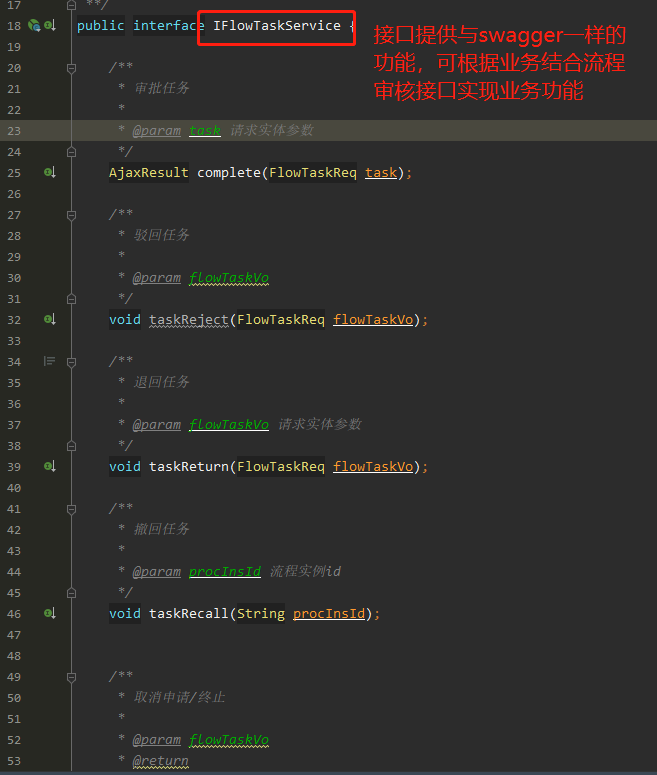 17 **/
18 public interface IFlowTaskService {
接口提供与swagger一样的
功能，可根据业务结合流程
审核接口实现业务功能
19
20 /**
21 * 审批任务
22 *
23 * @param task 请求实体参数
24 */
25 AjaxResult complete(FlowTaskReq task);
26
27 /**
28 * 驳回任务
29 *
30 * @param flowTaskVo
31 */
32 void taskReject(FlowTaskReq flowTaskVo);
33
34 /**
35 * 退回任务
36 *
37 * @param flowTaskVo 请求实体参数
38 */
39 void taskReturn(FlowTaskReq flowTaskVo);
40
41 /**
42 * 撤回任务
43 *
44 * @param procInsId 流程实例id
45 */
46 void taskRecall(String procInsId);
47
48
49 /**
50 * 取消申请/终止
51 *
52 * @param flowTaskVo
53 * @return